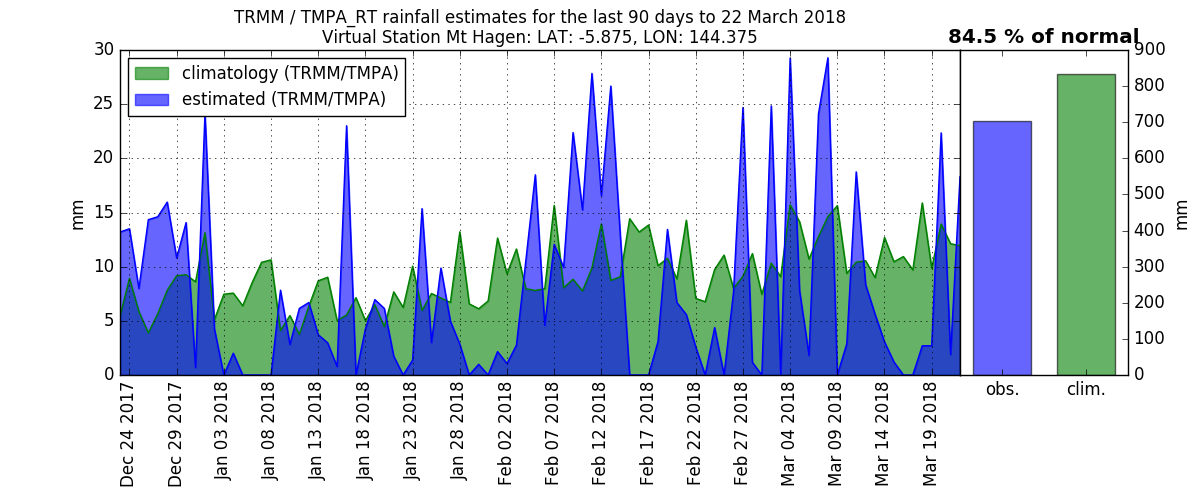 TRMM / TMPA_RT rainfall estimates for the last 90 days to 22 March 2018
Virtual Station Mt Hagen: LAT: -5.875, LON: 144.375
84.5 % of normal
climatology (TRMM/TMPA)
estimated (TRMM/TMPA)
30
25
20
15
10
5
0
mm
Dec 24 2017
Dec 29 2017
Jan 03 2018
Jan 08 2018
Jan 13 2018
Jan 18 2018
Jan 23 2018
Jan 28 2018
Feb 02 2018
Feb 07 2018
Feb 12 2018
Feb 17 2018
Feb 22 2018
Feb 27 2018
Mar 04 2018
Mar 09 2018
Mar 14 2018
Mar 19 2018
900
800
700
600
500
400
300
200
100
0
mm
obs.
clim.